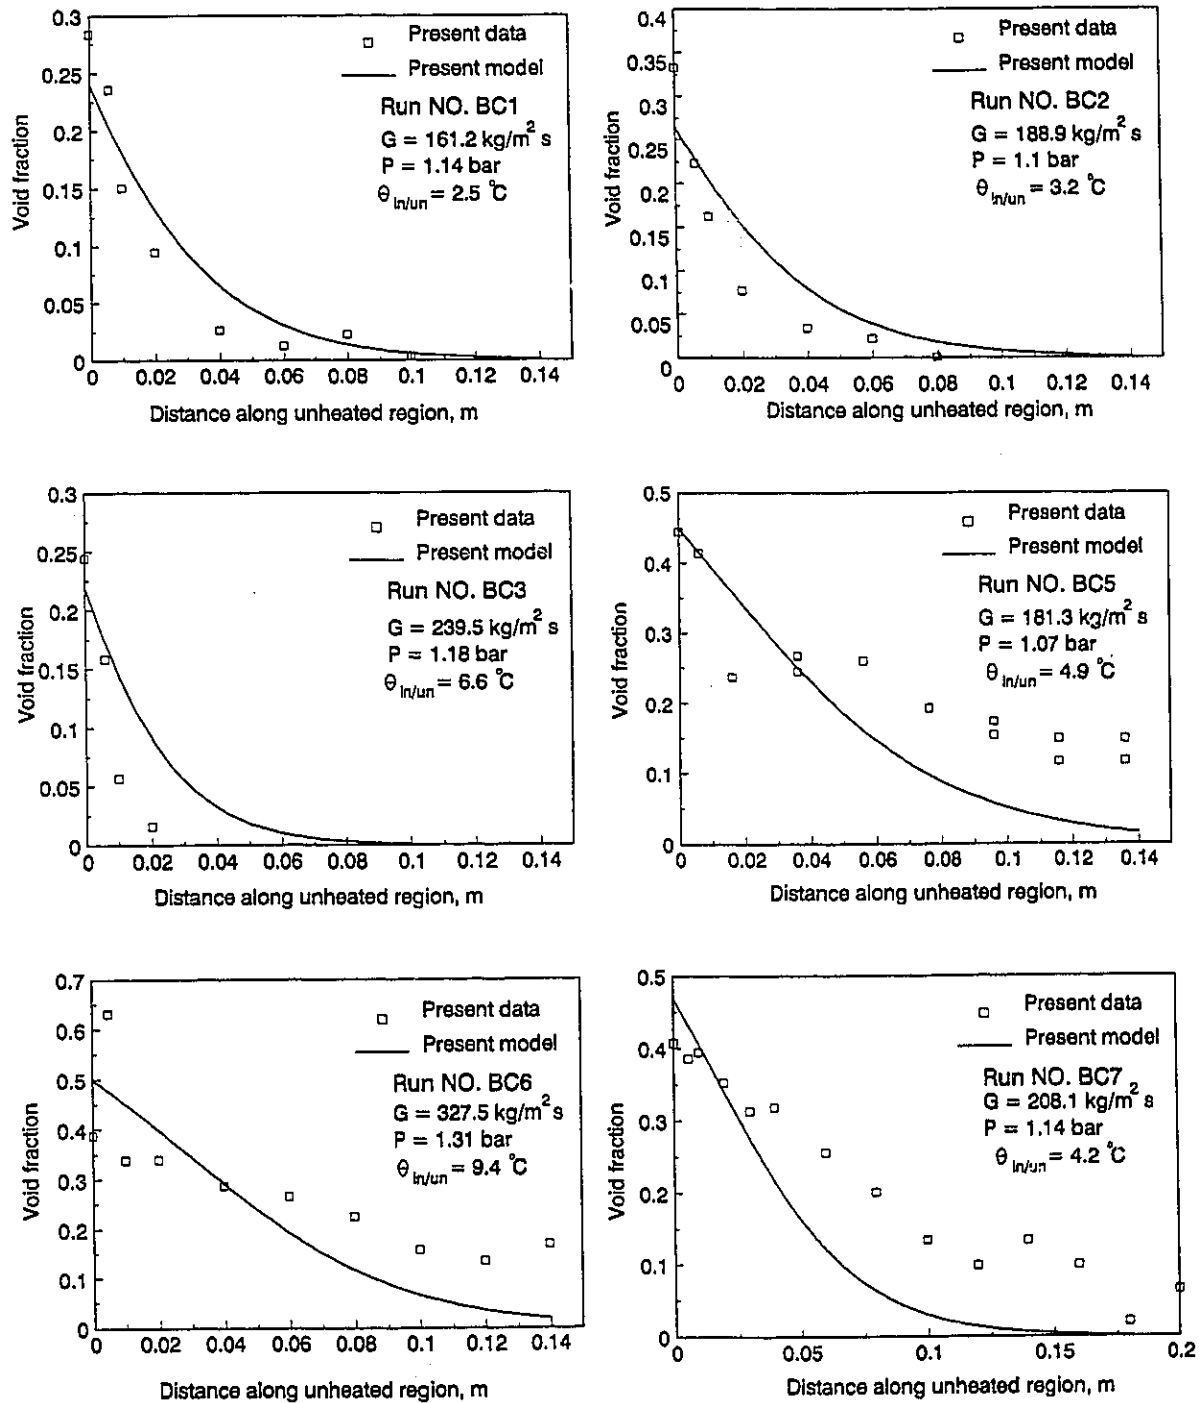 0.3
0.25
0.2
0.15
0.1
0.05
0
Void fraction
Present data
Present model
Run NO. BC1
G = 161.2 kg/m² s
P = 1.14 bar
θ In/un = 2.5 °C
0 0.02 0.04 0.06 0.08 0.1 0.12 0.14
Distance along unheated region, m
0.4
0.35
0.3
0.25
0.2
0.15
0.1
0.05
0
Void fraction
Present data
Present model
Run NO. BC2
G = 188.9 kg/m² s
P = 1.1 bar
θ In/un = 3.2 °C
0 0.02 0.04 0.06 0.08 0.1 0.12 0.14
Distance along unheated region, m
0.3
0.25
0.2
0.15
0.1
0.05
0
Void fraction
Present data
Present model
Run NO. BC3
G = 239.5 kg/m² s
P = 1.18 bar
θ In/un = 6.6 °C
0 0.02 0.04 0.06 0.08 0.1 0.12 0.14
Distance along unheated region, m
0.5
0.4
0.3
0.2
0.1
0
Void fraction
Present data
Present model
Run NO. BC5
G = 181.3 kg/m² s
P = 1.07 bar
θ In/un = 4.9 °C
0 0.02 0.04 0.06 0.08 0.1 0.12 0.14
Distance along unheated region, m
0.7
0.6
0.5
0.4
0.3
0.2
0.1
0
Void fraction
Present data
Present model
Run NO. BC6
G = 327.5 kg/m² s
P = 1.31 bar
θ In/un = 9.4 °C
0 0.02 0.04 0.06 0.08 0.1 0.12 0.14
Distance along unheated region, m
0.5
0.4
0.3
0.2
0.1
0
Void fraction
Present data
Present model
Run NO. BC7
G = 208.1 kg/m² s
P = 1.14 bar
θ In/un = 4.2 °C
0 0.05 0.1 0.15 0.2
Distance along unheated region, m